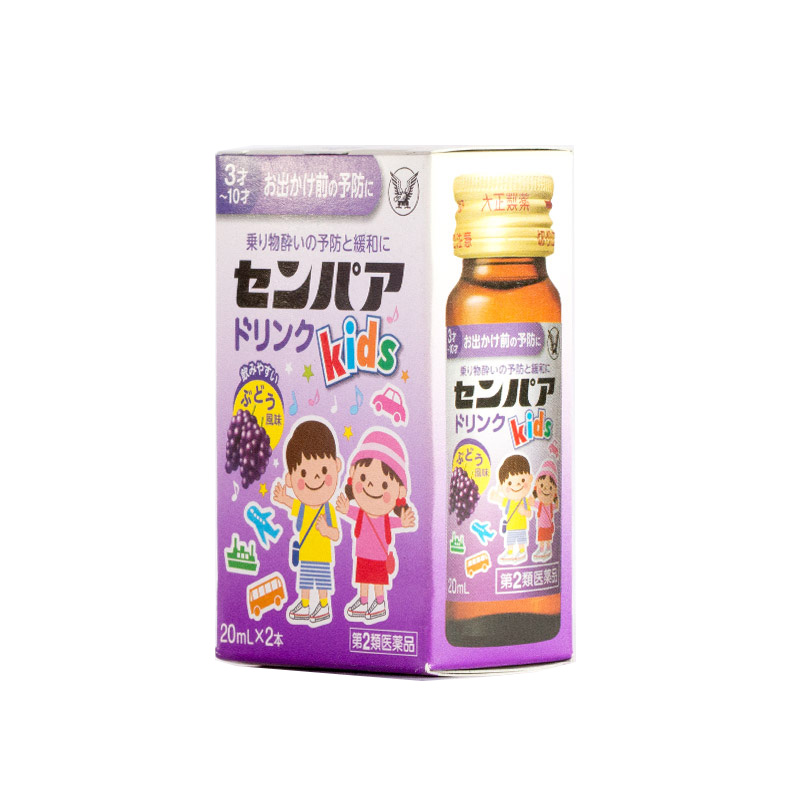 3才
~10才
お出かけ前の予防に
乗り物酔いの予防と緩和に
センパア
ドリンク
kids
飲みやすい
ぶどう
風味
20mL×2本
第2類医薬品
大正製薬
3才
~10才
お出かけ前の予防に
乗り物酔いの予防と緩和に
センパア
ドリンク
kids
ぶどう
風味
20mL
第2類医薬品